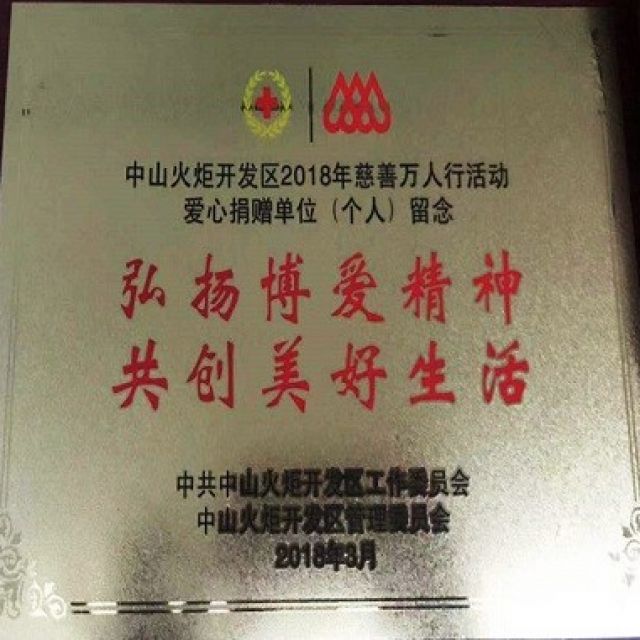 中山火炬开发区2018年慈善万人行活动
爱心捐赠单位（个人）留念
弘扬博爱精神
共创美好生活
中共中山火炬开发区工作委员会
中山火炬开发区管理委员会
2018年3月